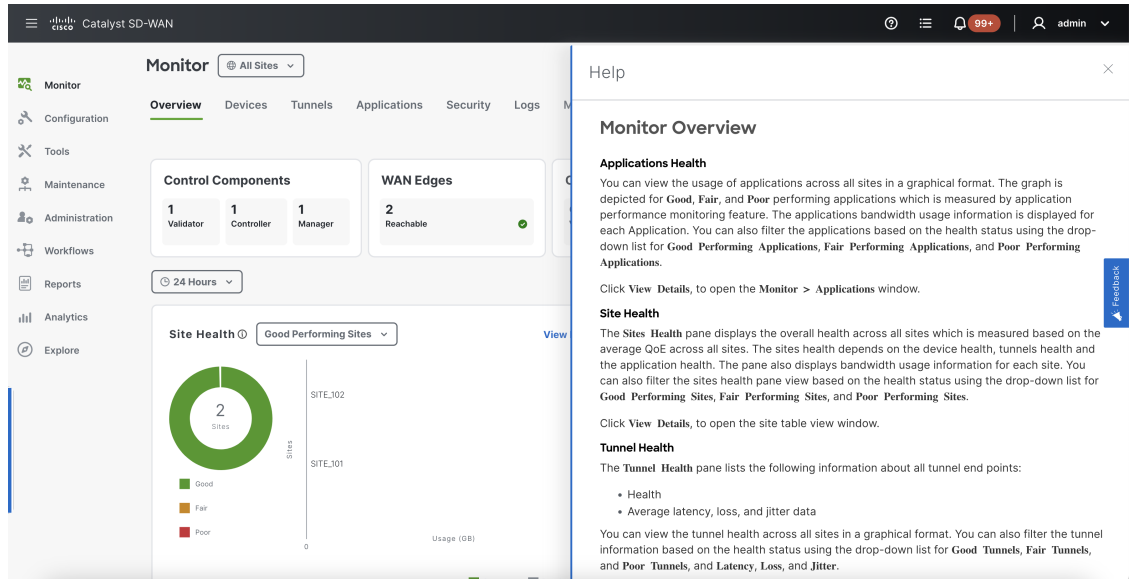 cisco Catalyst SD-WAN
99+
admin
Monitor
All Sites
Monitor
Configuration
Tools
Maintenance
Administration
Workflows
Reports
Analytics
Explore
Overview Devices Tunnels Applications Security Logs
Control Components
1 1 1
Validator Controller Manager
WAN Edges
2
Reachable
24 Hours
Site Health
Good Performing Sites
View
2
Sites
Good
Fair
Poor
Sites
SITE_102
SITE_101
0
Usage (GB)
Help
Monitor Overview
Applications Health
You can view the usage of applications across all sites in a graphical format. The graph is
depicted for Good, Fair, and Poor performing applications which is measured by application
performance monitoring feature. The applications bandwidth usage information is displayed for
each Application. You can also filter the applications based on the health status using the drop-
down list for Good Performing Applications, Fair Performing Applications, and Poor Performing
Applications.
Click View Details, to open the Monitor > Applications window.
Site Health
The Sites Health pane displays the overall health across all sites which is measured based on the
average QoE across all sites. The sites health depends on the device health, tunnels health and
the application health. The pane also displays bandwidth usage information for each site. You
can also filter the sites health pane view based on the health status using the drop-down list for
Good Performing Sites, Fair Performing Sites, and Poor Performing Sites.
Click View Details, to open the site table view window.
Tunnel Health
The Tunnel Health pane lists the following information about all tunnel end points:
• Health
• Average latency, loss, and jitter data
You can view the tunnel health across all sites in a graphical format. You can also filter the tunnel
information based on the health status using the drop-down list for Good Tunnels, Fair Tunnels,
and Poor Tunnels, and Latency, Loss, and Jitter.
Feedback